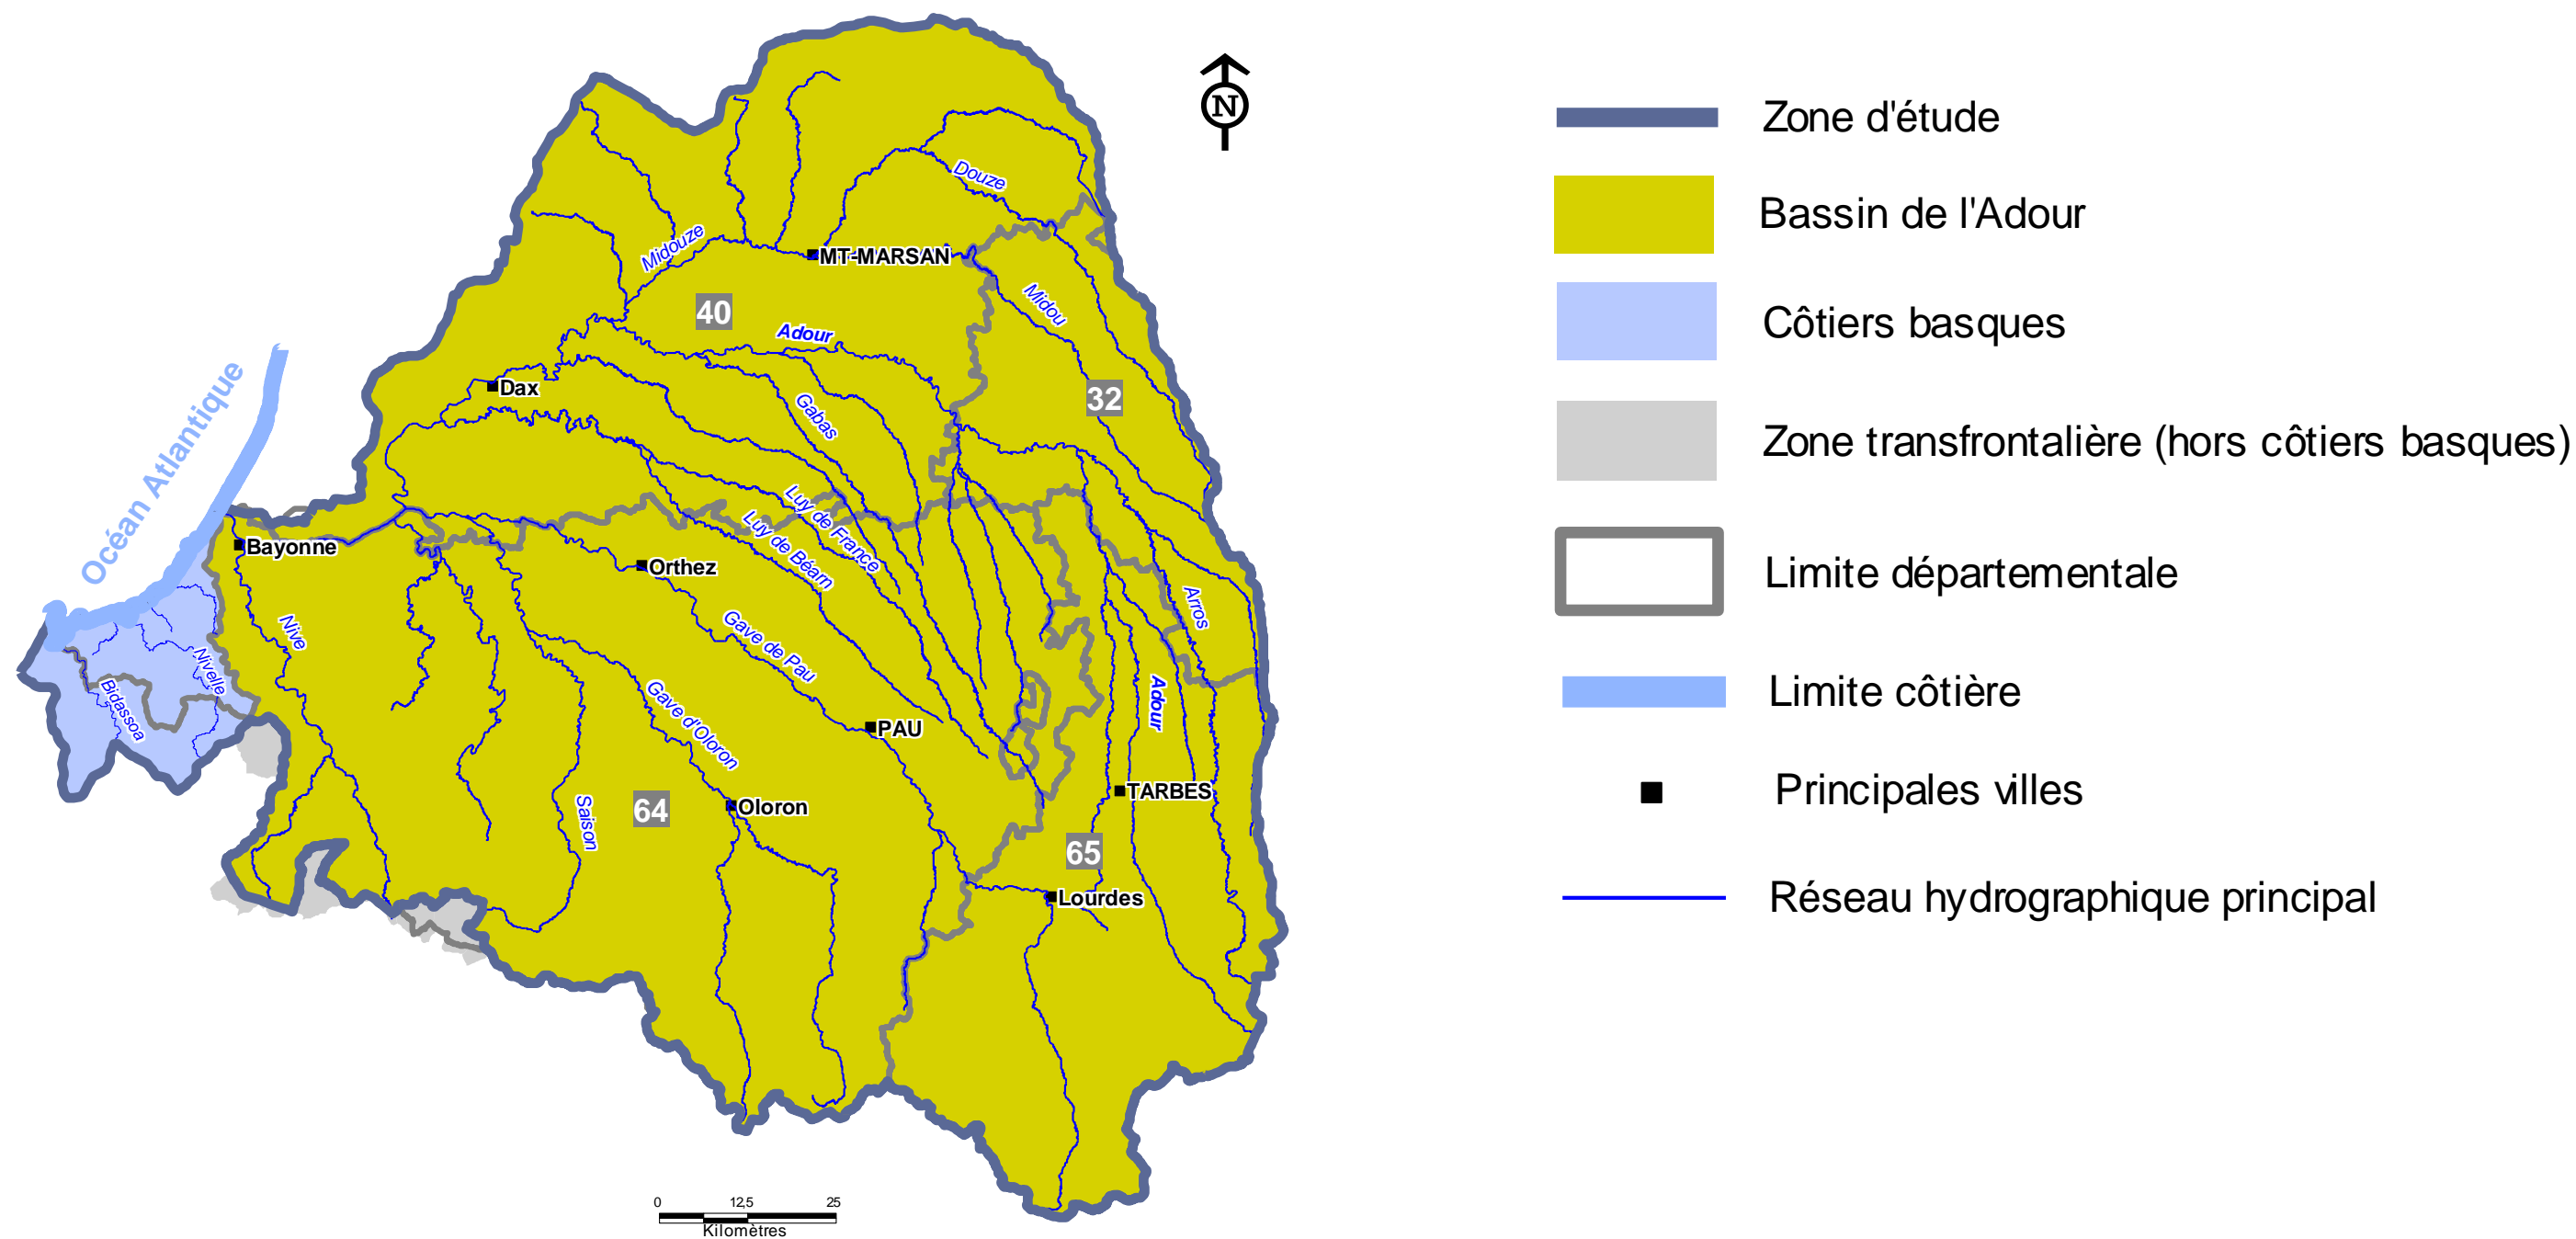 N
Douze
Midouze
MT-MARSAN
40
Midou
Adour
Dax
Gabas
32
Océan Atlantique
Luy de France
Luy de Béarn
Bayonne
Orthez
Arros
Nive
Gave de Pau
Nivelle
Bidassoa
Gave d'Oloron
Adour
PAU
TARBES
Saison
64
Oloron
65
Lourdes
0 12,5 25
Kilomètres
Zone d'étude
Bassin de l'Adour
Côtiers basques
Zone transfrontalière (hors côtiers basques)
Limite départementale
Limite côtière
Principales villes
Réseau hydrographique principal